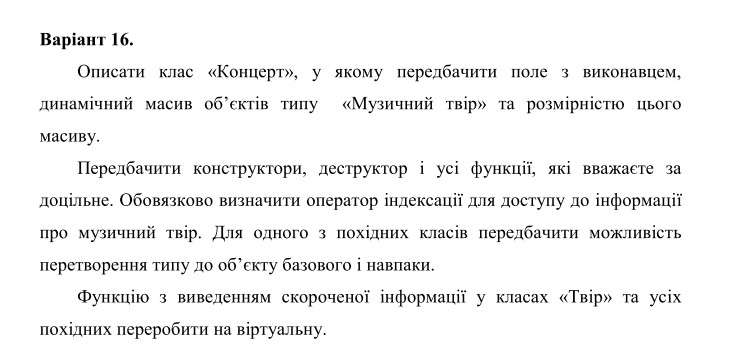 Варіант 16.
Описати клас «Концерт», у якому передбачити поле з виконавцем,
динамічний масив об’єктів типу «Музичний твір» та розмірністю цього
масиву.
Передбачити конструктори, деструктор і усі функції, які вважаєте за
доцільне. Обовязково визначити оператор індексації для доступу до інформації
про музичний твір. Для одного з похідних класів передбачити можливість
перетворення типу до об’єкту базового і навпаки.
Функцію з виведенням скороченої інформації у класах «Твір» та усіх
похідних переробити на віртуальну.